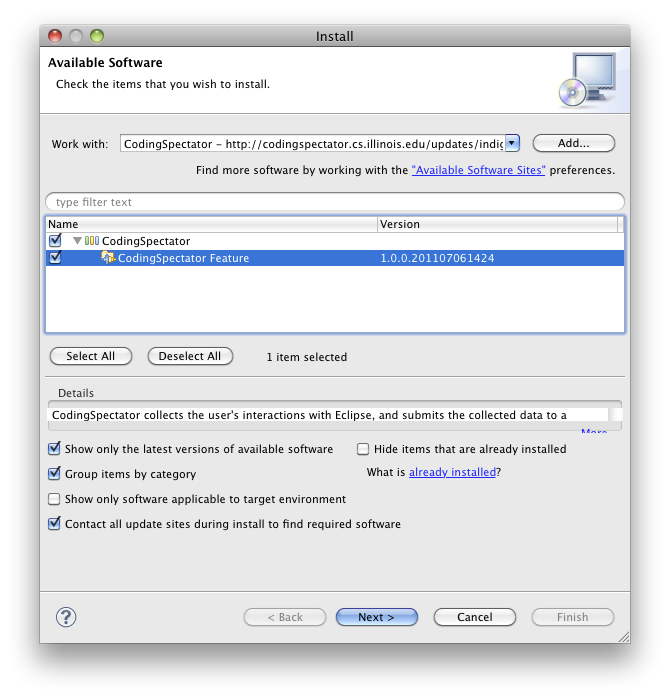 Install
Available Software
Check the items that you wish to install.
Work with: CodingSpectator – http://codingspectator.cs.illinois.edu/updates/indig Add...
Find more software by working with the "Available Software Sites" preferences.
type filter text
Name Version
CodingSpectator
CodingSpectator Feature 1.0.0.201107061424
Select All Deselect All 1 item selected
Details
CodingSpectator collects the user's interactions with Eclipse, and submits the collected data to a
More
Show only the latest versions of available software Hide items that are already installed
Group items by category What is already installed?
Show only software applicable to target environment
Contact all update sites during install to find required software
? < Back Next > Cancel Finish